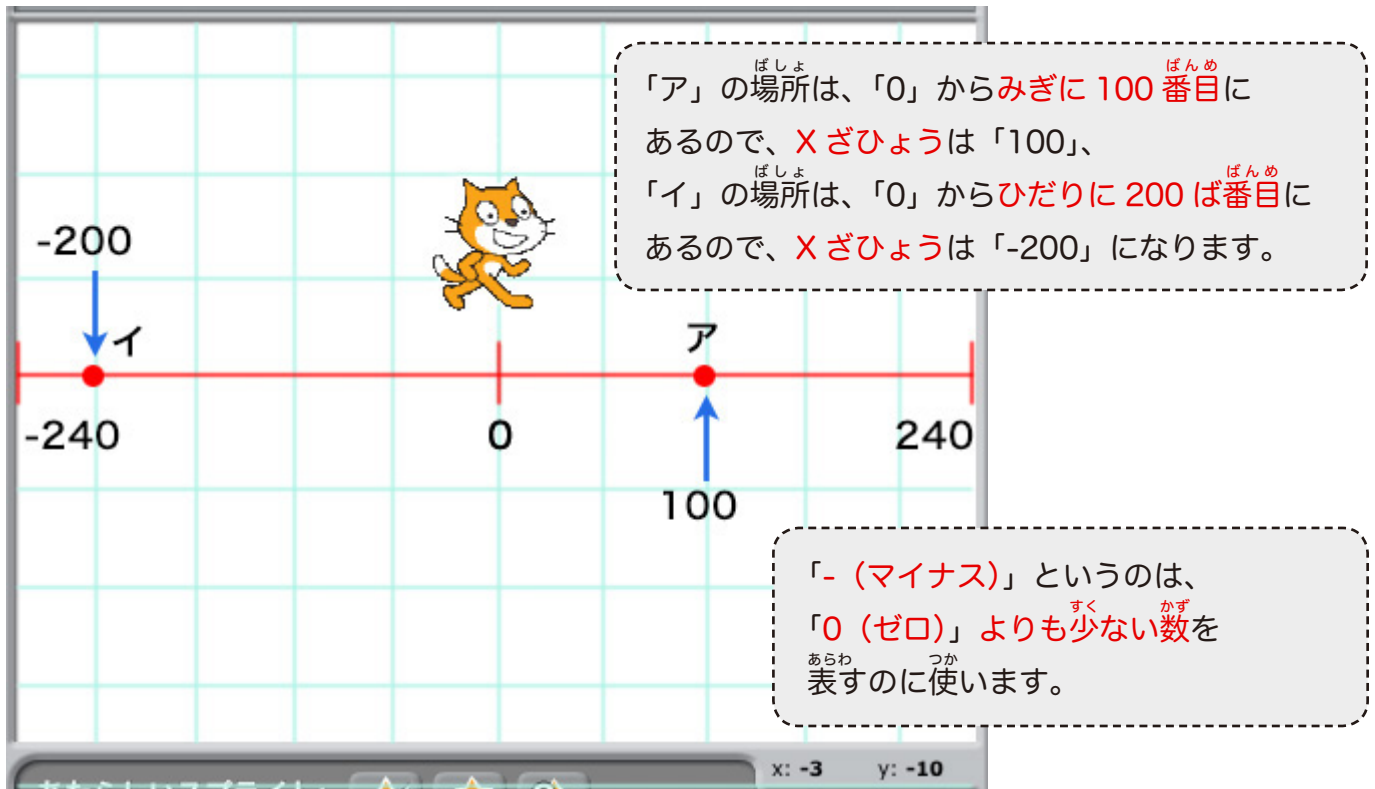 「ア」の場所は、「0」からみぎに 100 番目に
あるので、X ざひょうは「100」、
「イ」の場所は、「0」からひだりに 200 ば番目に
あるので、X ざひょうは「-200」になります。
-200
イ
ア
-240
0
240
100
「-（マイナス）」というのは、
「0（ゼロ）」よりも少ない数を
表すのに使います。
x: -3 y: -10